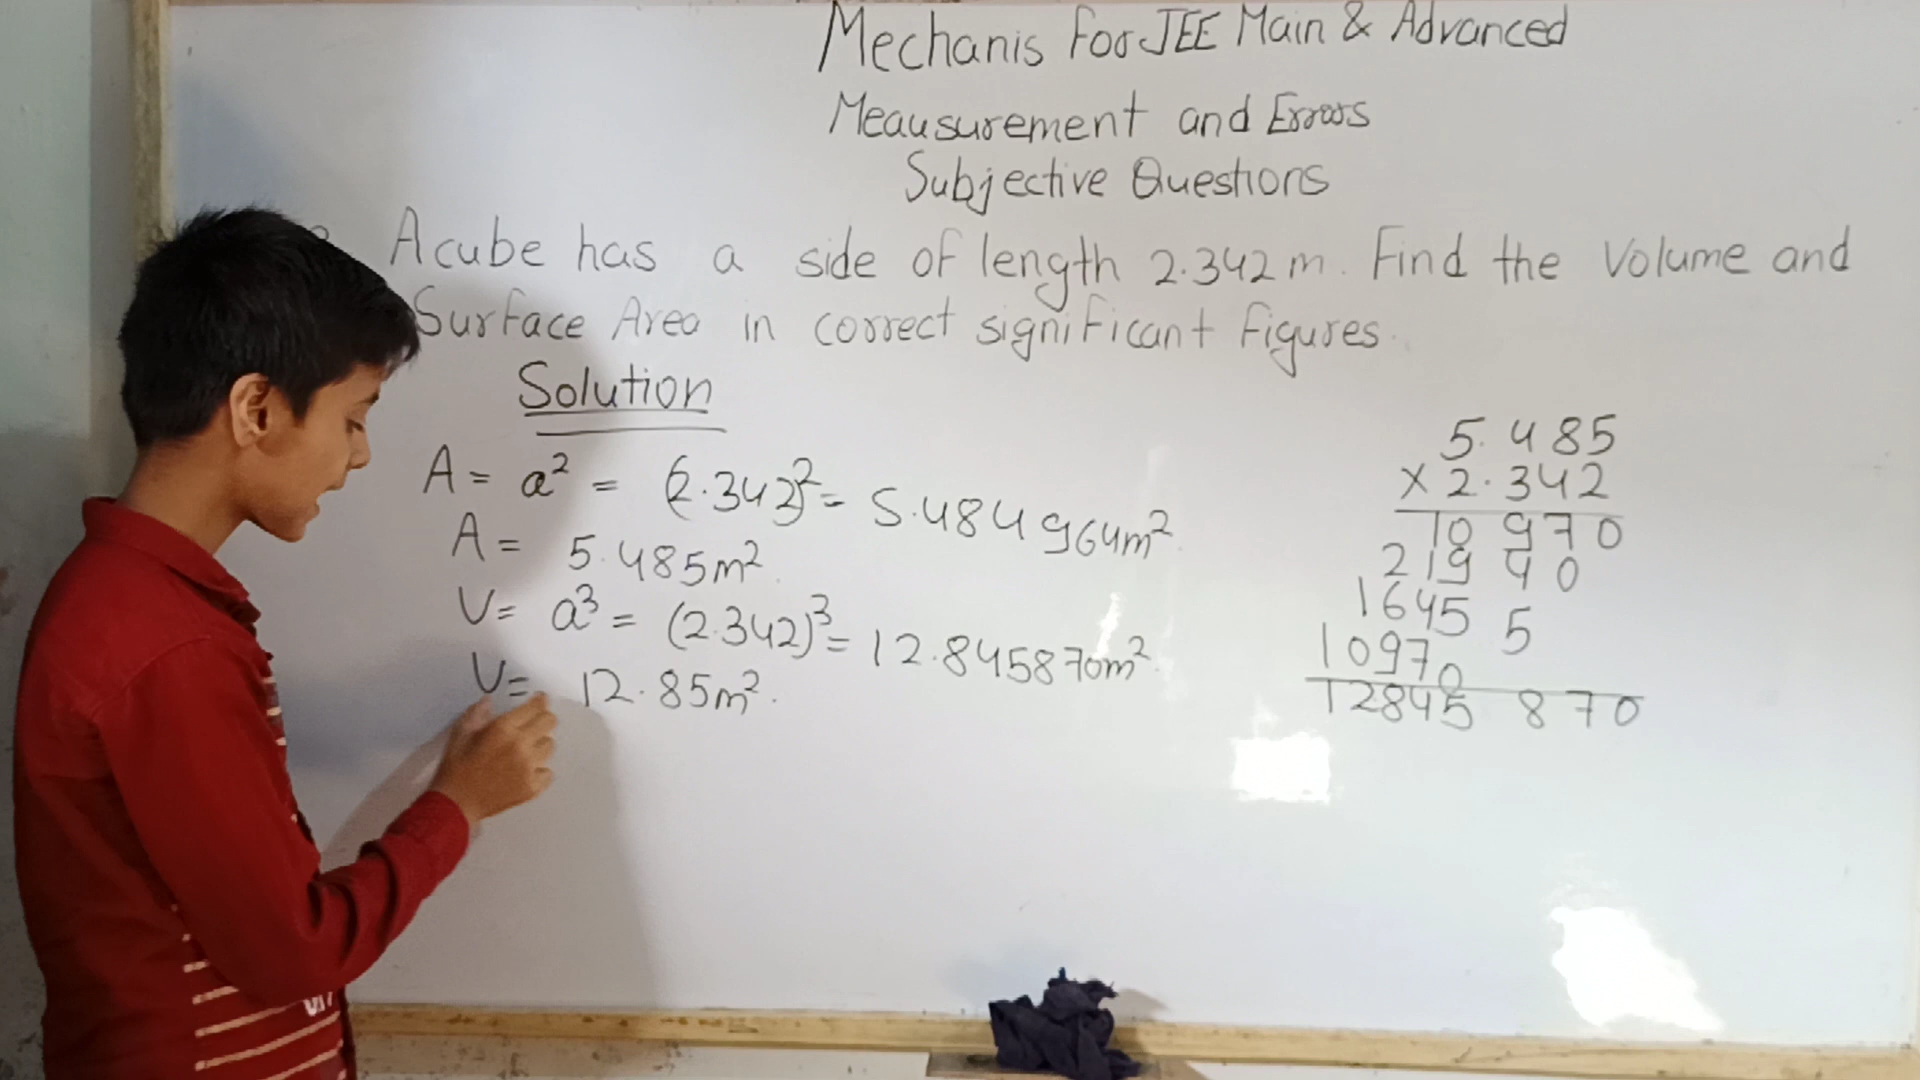 Mechanis For JEE Main & Advanced
Meausurement and Errors
Subjective Questions
A cube has a side of length 2.342 m. Find the Volume and
Surface Area in correct significant figures.
Solution
A = a² = (2.342)² = 5.484964m²
A = 5.485m²
V = a³ = (2.342)³ = 12.845870m²
V = 12.85m².
5.485
× 2.342
10970
21940
16455
10970
12845870